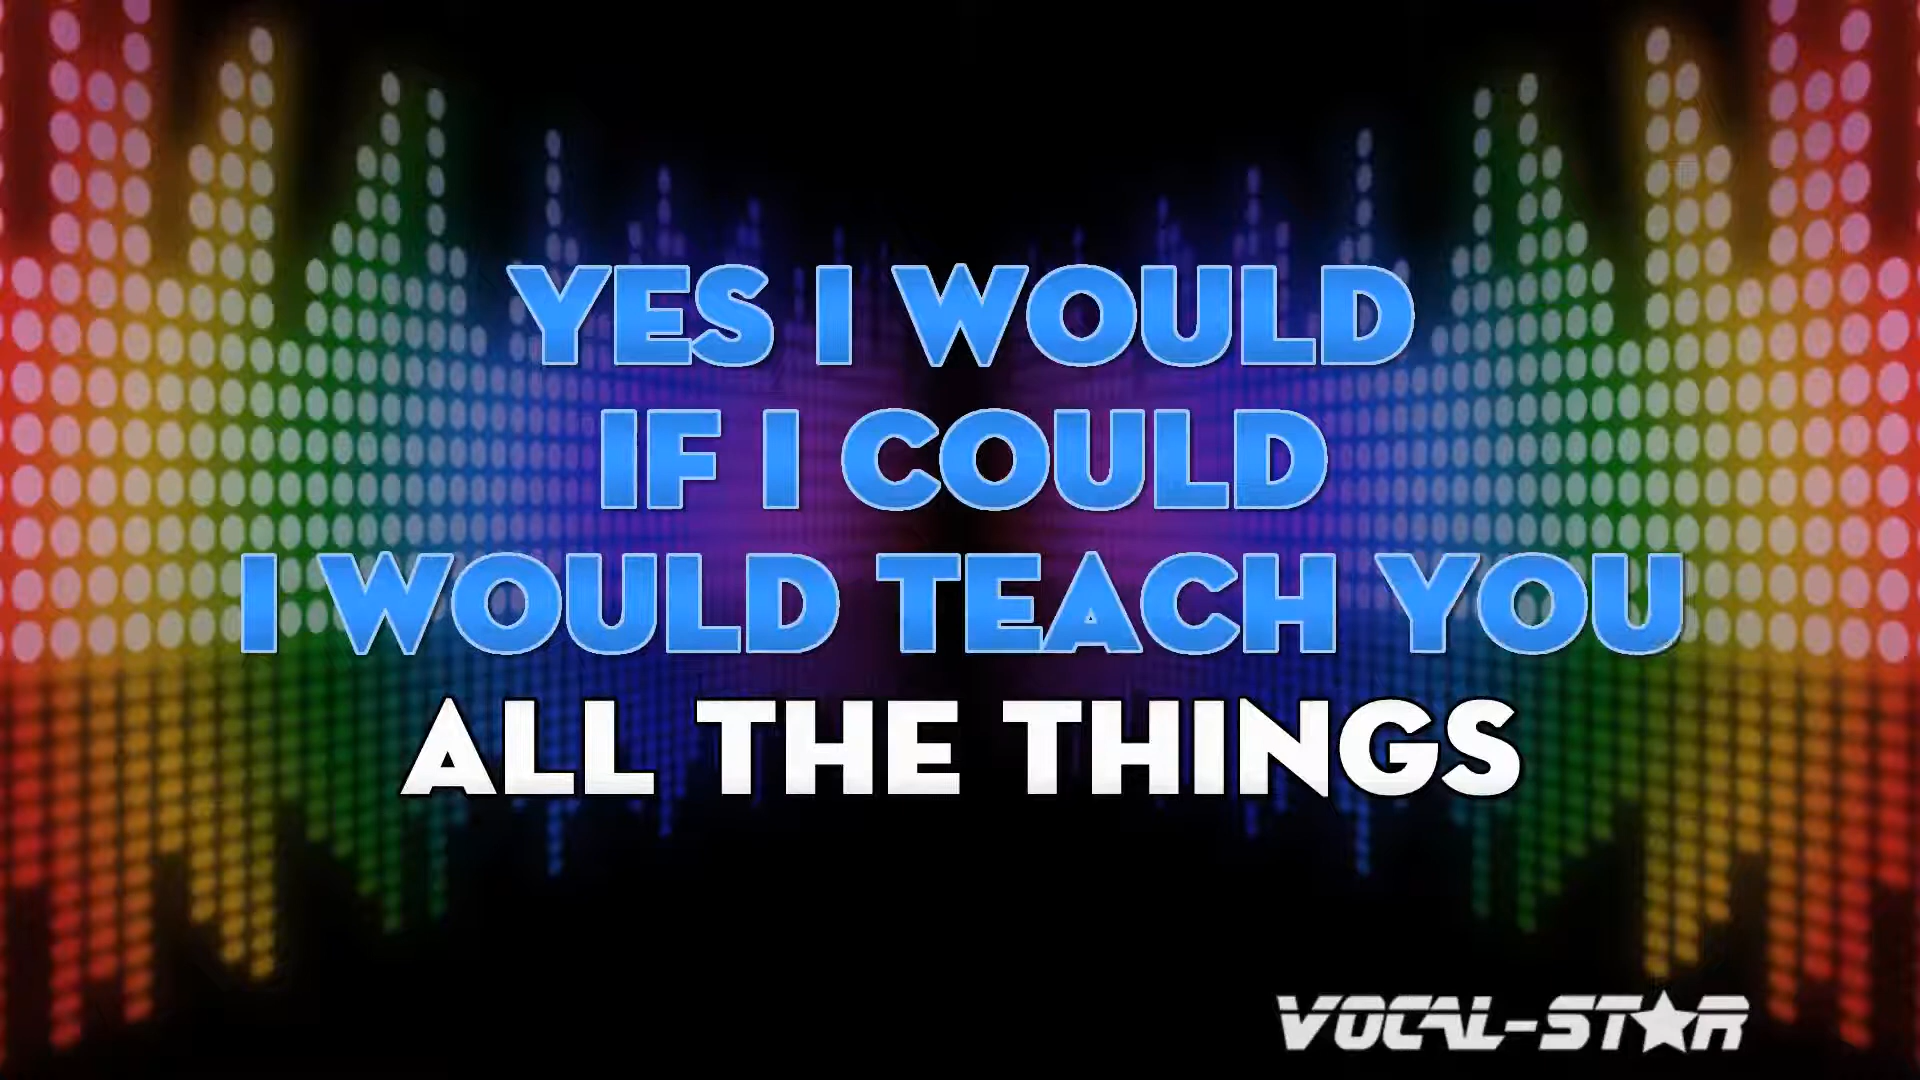 YES I WOULD
IF I COULD
I WOULD TEACH YOU
ALL THE THINGS
VOCAL-STAR